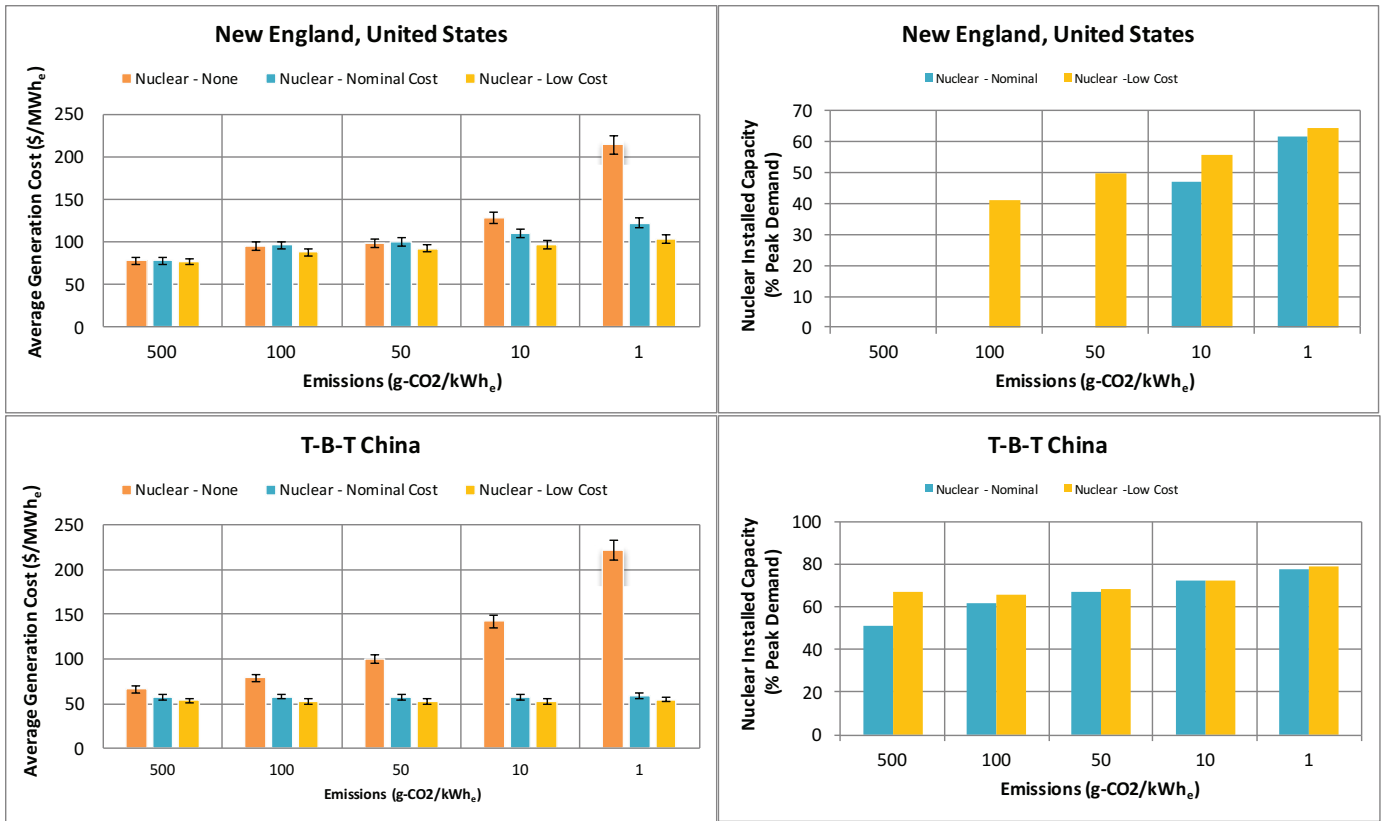 New England, United States
Nuclear - None Nuclear - Nominal Cost Nuclear - Low Cost
Average Generation Cost ($/MWhₑ)
250
200
150
100
50
0
500 100 50 10 1
Emissions (g-CO2/kWhₑ)
New England, United States
Nuclear - Nominal Nuclear -Low Cost
Nuclear Installed Capacity
(% Peak Demand)
70
60
50
40
30
20
10
0
500 100 50 10 1
Emissions (g-CO2/kWhₑ)
T-B-T China
Nuclear - None Nuclear - Nominal Cost Nuclear - Low Cost
Average Generation Cost ($/MWhₑ)
250
200
150
100
50
0
500 100 50 10 1
Emissions (g-CO2/kWhₑ)
T-B-T China
Nuclear - Nominal Nuclear -Low Cost
Nuclear Installed Capacity
(% Peak Demand)
100
80
60
40
20
0
500 100 50 10 1
Emissions (g-CO2/kWhₑ)